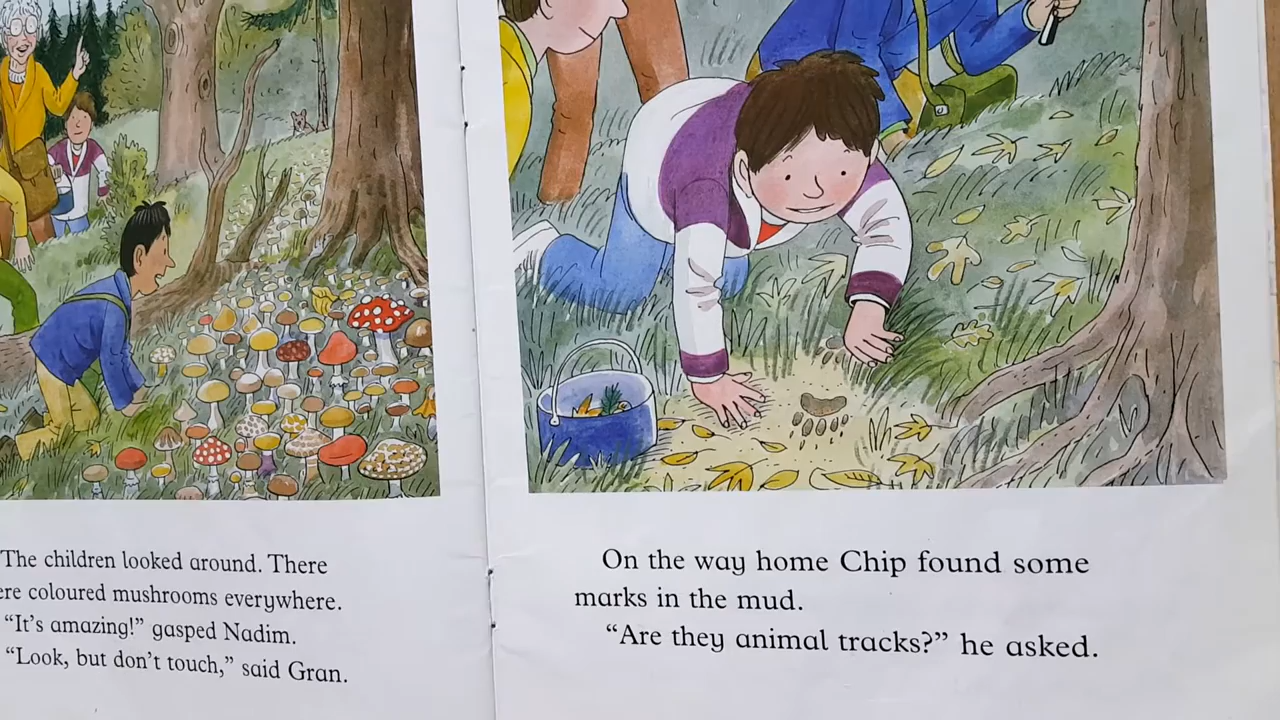 The children looked around. There
coloured mushrooms everywhere.
“It’s amazing!” gasped Nadim.
“Look, but don’t touch,” said Gran.
On the way home Chip found some
marks in the mud.
“Are they animal tracks?” he asked.